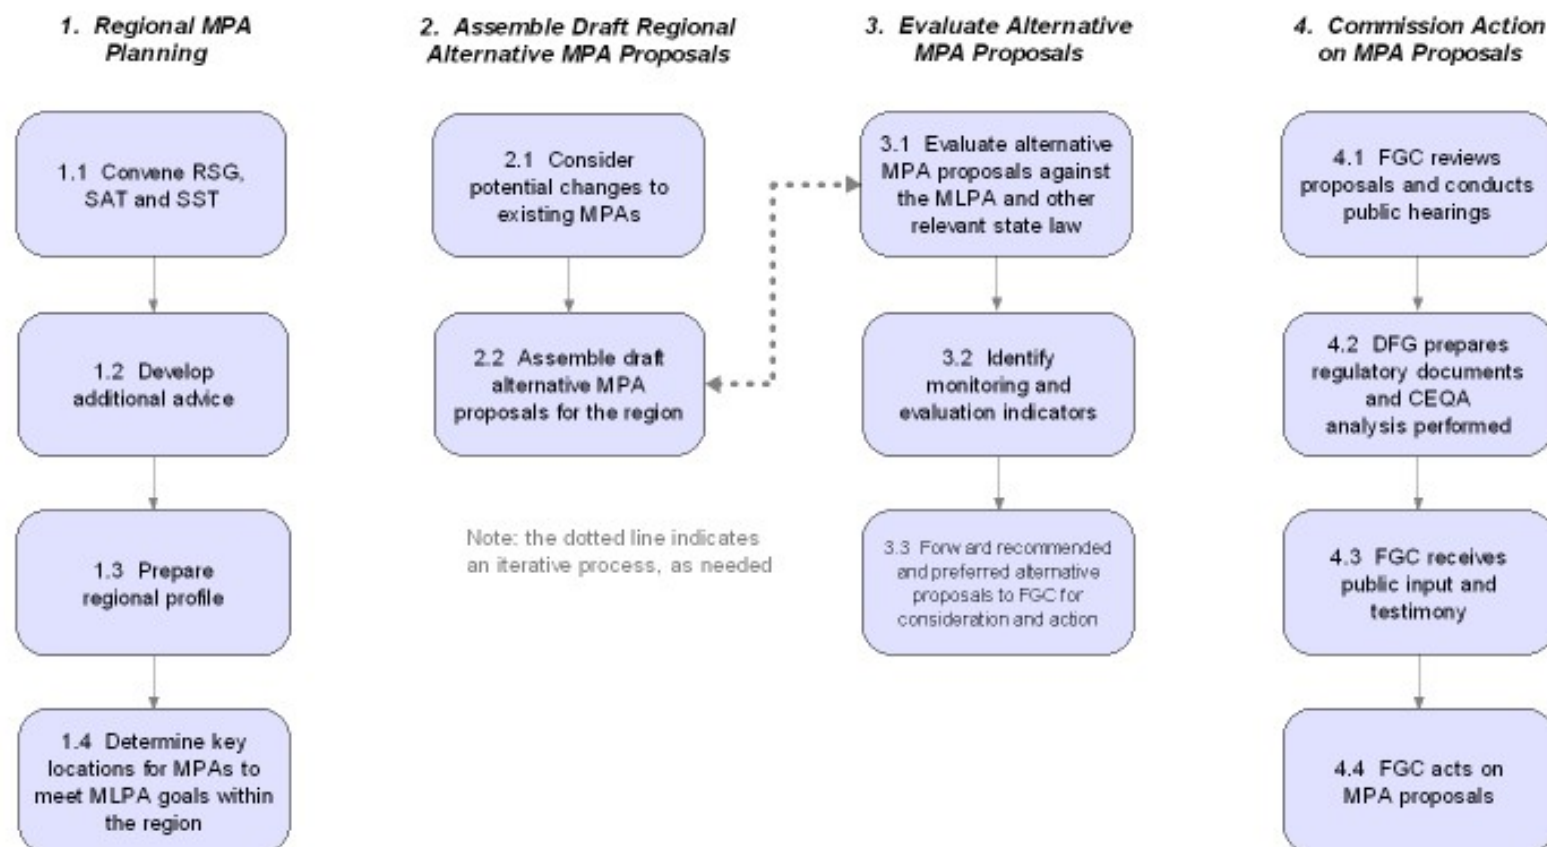 1. Regional MPA
Planning
1.1 Convene RSG,
SAT and SST
1.2 Develop
additional advice
1.3 Prepare
regional profile
1.4 Determine key
locations for MPAs to
meet MLPA goals within
the region
2. Assemble Draft Regional
Alternative MPA Proposals
2.1 Consider
potential changes to
existing MPAs
2.2 Assemble draft
alternative MPA
proposals for the region
Note: the dotted line indicates
an iterative process, as needed
3. Evaluate Alternative
MPA Proposals
3.1 Evaluate alternative
MPA proposals against
the MLPA and other
relevant state law
3.2 Identify
monitoring and
evaluation indicators
3.3 Forward recommended
and preferred alternative
proposals to FGC for
consideration and action
4. Commission Action
on MPA Proposals
4.1 FGC reviews
proposals and conducts
public hearings
4.2 DFG prepares
regulatory documents
and CEQA
analysis performed
4.3 FGC receives
public input and
testimony
4.4 FGC acts on
MPA proposals